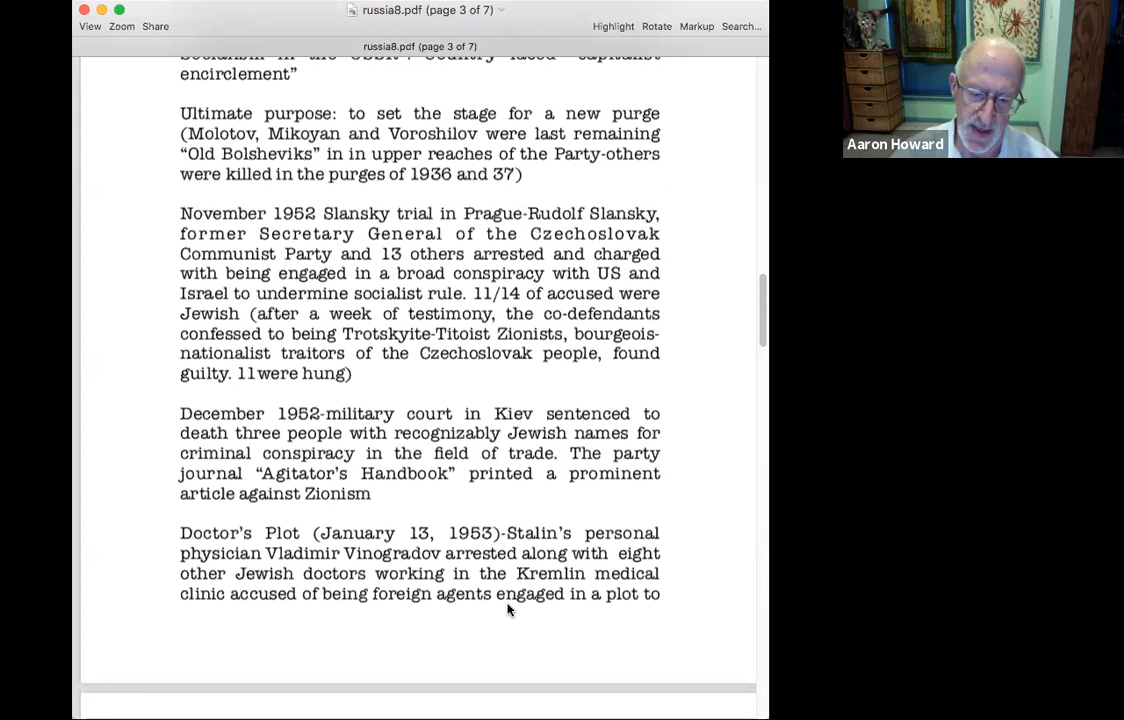 russia8.pdf (page 3 of 7)
View Zoom Share
Highlight Rotate Markup Search...
russia8.pdf (page 3 of 7)
encirclement”
Ultimate purpose: to set the stage for a new purge
(Molotov, Mikoyan and Voroshilov were last remaining
“Old Bolsheviks” in in upper reaches of the Party-others
were killed in the purges of 1936 and 37)
November 1952 Slansky trial in Prague-Rudolf Slansky,
former Secretary General of the Czechoslovak
Communist Party and 13 others arrested and charged
with being engaged in a broad conspiracy with US and
Israel to undermine socialist rule. 11/14 of accused were
Jewish (after a week of testimony, the co-defendants
confessed to being Trotskyite-Titoist Zionists, bourgeois-
nationalist traitors of the Czechoslovak people, found
guilty. 11were hung)
December 1952-military court in Kiev sentenced to
death three people with recognizably Jewish names for
criminal conspiracy in the field of trade. The party
journal “Agitator’s Handbook” printed a prominent
article against Zionism
Doctor’s Plot (January 13, 1953)-Stalin’s personal
physician Vladimir Vinogradov arrested along with eight
other Jewish doctors working in the Kremlin medical
clinic accused of being foreign agents engaged in a plot to
Aaron Howard